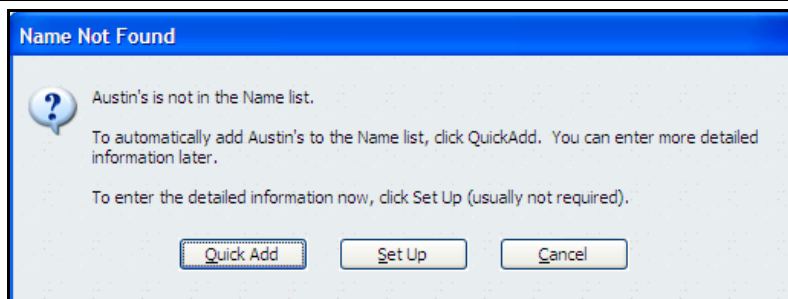 Name Not Found
Austin's is not in the Name list.
To automatically add Austin's to the Name list, click QuickAdd. You can enter more detailed
information later.
To enter the detailed information now, click Set Up (usually not required).
Quick Add Set Up Cancel